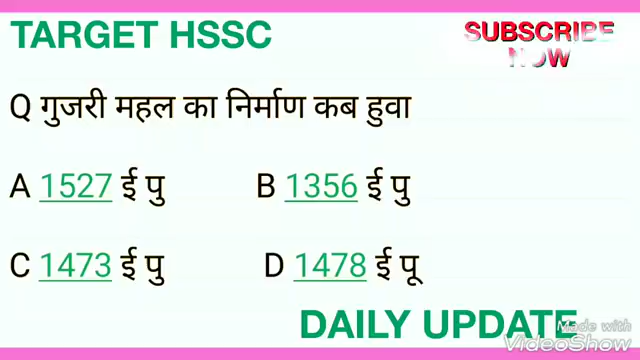 TARGET HSSC
SUBSCRIBE
NOW
Q गुजरी महल का निर्माण कब हुवा
A 1527 ई पु B 1356 ई पु
C 1473 ई पु D 1478 ई पू
DAILY UPDATE
Made with
VideoShow